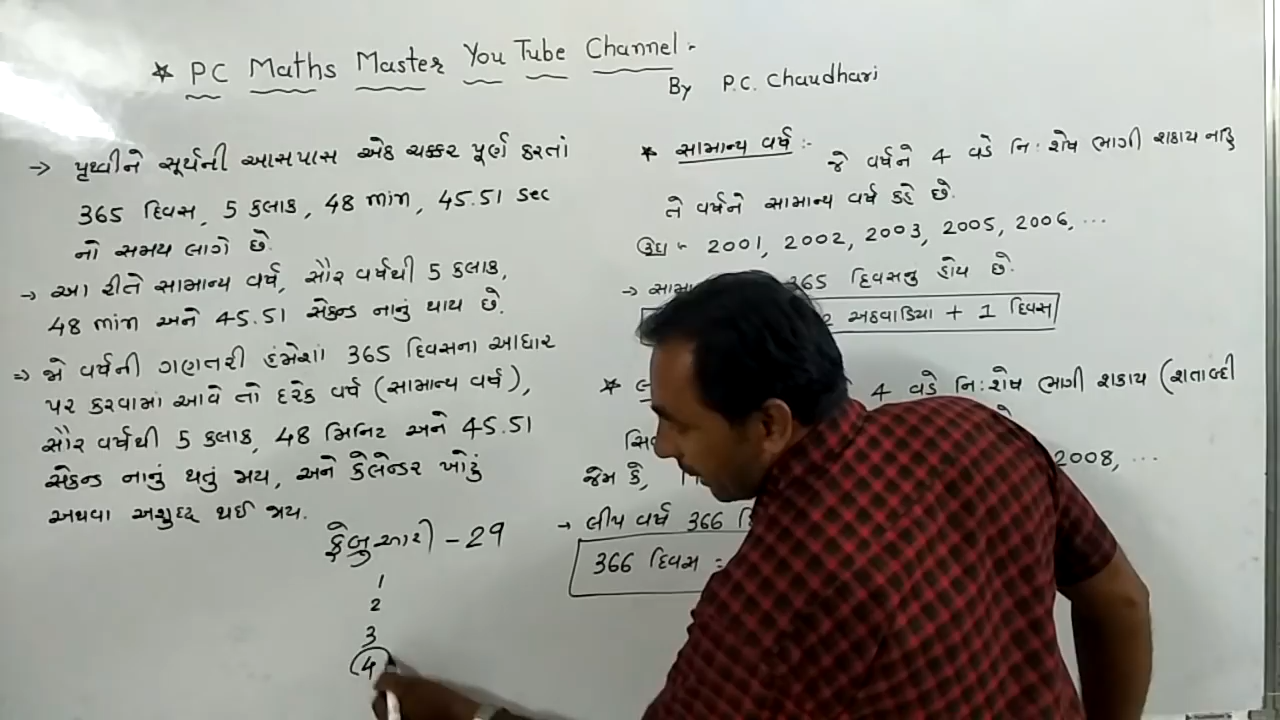 ★ PC Maths Master You Tube Channel :-
By P.C. Chaudhari
→ પૃથ્વીને સૂર્યની આસપાસ એક ચક્કર પૂર્ણ કરતાં
365 દિવસ, 5 કલાક, 48 મિન, 45.51 sec
નો સમય લાગે છે.
→ આ રીતે સામાન્ય વર્ષ, સૌર વર્ષથી 5 કલાક,
48 મિન અને 45.51 સેકન્ડ નાનું થાય છે.
⇒ જો વર્ષની ગણતરી હંમેશાં 365 દિવસના આધાર
પર કરવામાં આવે તો દરેક વર્ષ (સામાન્ય વર્ષ),
સૌર વર્ષથી 5 કલાક, 48 મિનિટ અને 45.51
સેકન્ડ નાનું થતું જાય, અને કેલેન્ડર ખોટું
અથવા અશુદ્ધ થઈ જાય.
ફેબ્રુઆરી - 29
1
2
3
4
★ સામાન્ય વર્ષ :- જે વર્ષને 4 વડે નિ:શેષ ભાગી શકાય નહિ
તે વર્ષને સામાન્ય વર્ષ કહે છે.
ઉદા :- 2001, 2002, 2003, 2005, 2006, ...
→ 365 દિવસનું હોય છે.
અઠવાડિયા + 1 દિવસ
★ 4 વડે નિ:શેષ ભાગી શકાય (શતાબ્દી
જેમ કે, 2008, ...
→ લીપ વર્ષ 366
366 દિવસ =